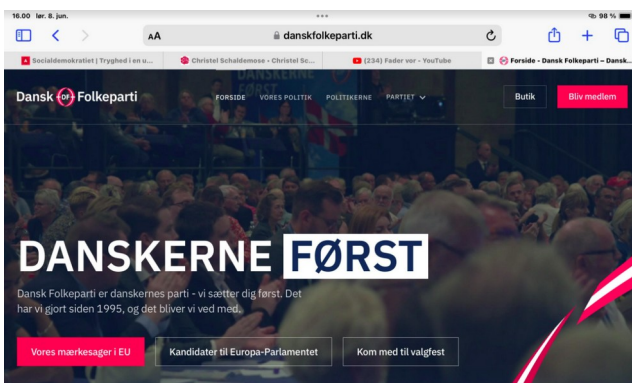 16.00 lør. 8. jun.
98 %
AA
danskfolkeparti.dk
Socialdemokratiet | Tryghed i en u...
Christel Schaldemose - Christel Sc...
(234) Fader vor - YouTube
Forside - Dansk Folkeparti – Dansk...
DANSKERNE
FØRST
Dansk DF Folkeparti
FORSIDE
VORES POLITIK
POLITIKERNE
PARTIET
Butik
Bliv medlem
DANSKERNE FØRST
Dansk Folkeparti er danskernes parti - vi sætter dig først. Det
har vi gjort siden 1995, og det bliver vi ved med.
Vores mærkesager i EU
Kandidater til Europa-Parlamentet
Kom med til valgfest